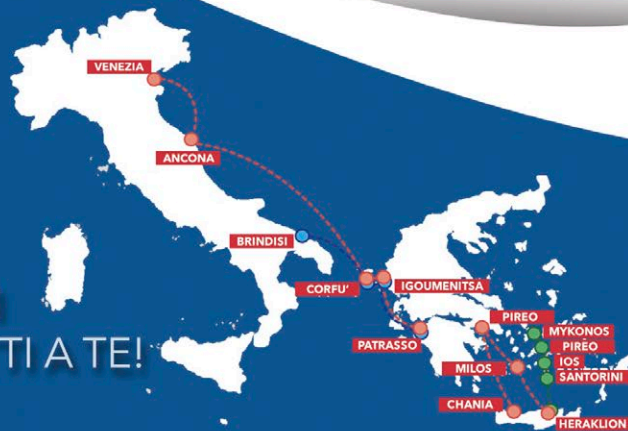 VENEZIA
ANCONA
BRINDISI
CORFU'
IGOUMENITSA
PATRASSO
PIREO
MYKONOS
PIREO
IOS
SANTORINI
MILOS
CHANIA
HERAKLION
TI A TE!